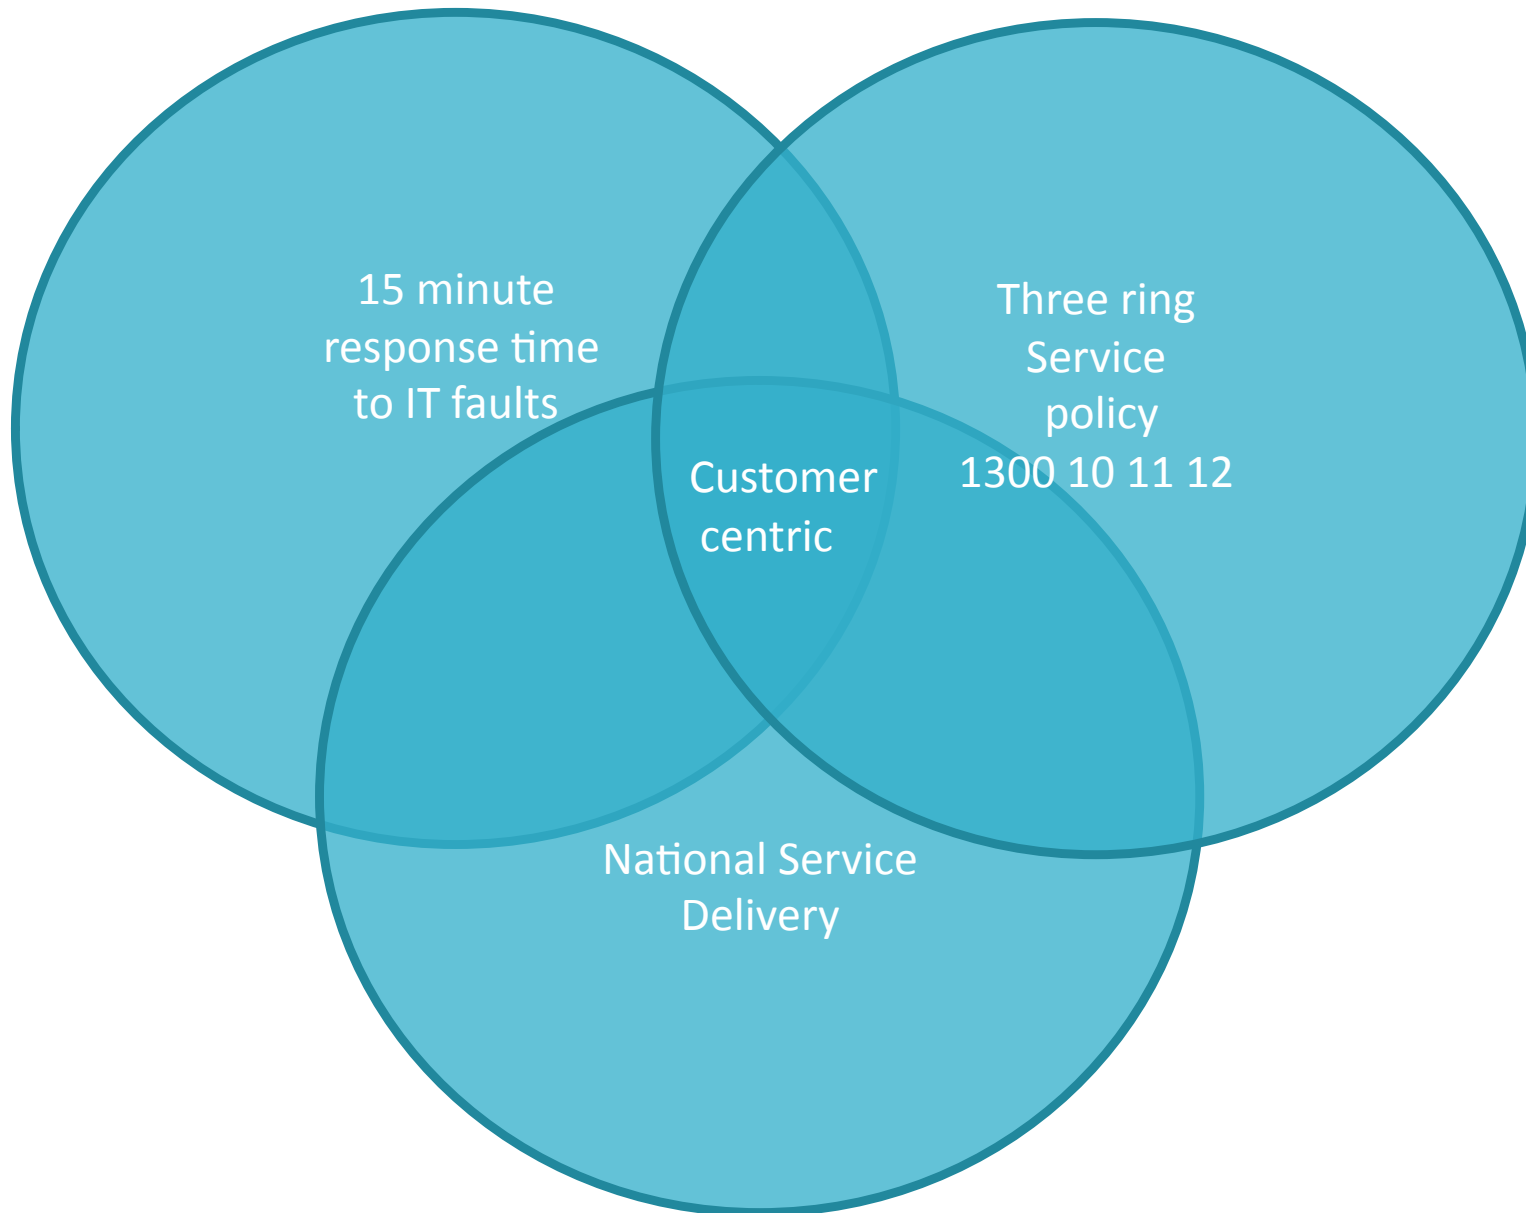 15 minute
response time
to IT faults
Three ring
Service
policy
1300 10 11 12
Customer
centric
National Service
Delivery